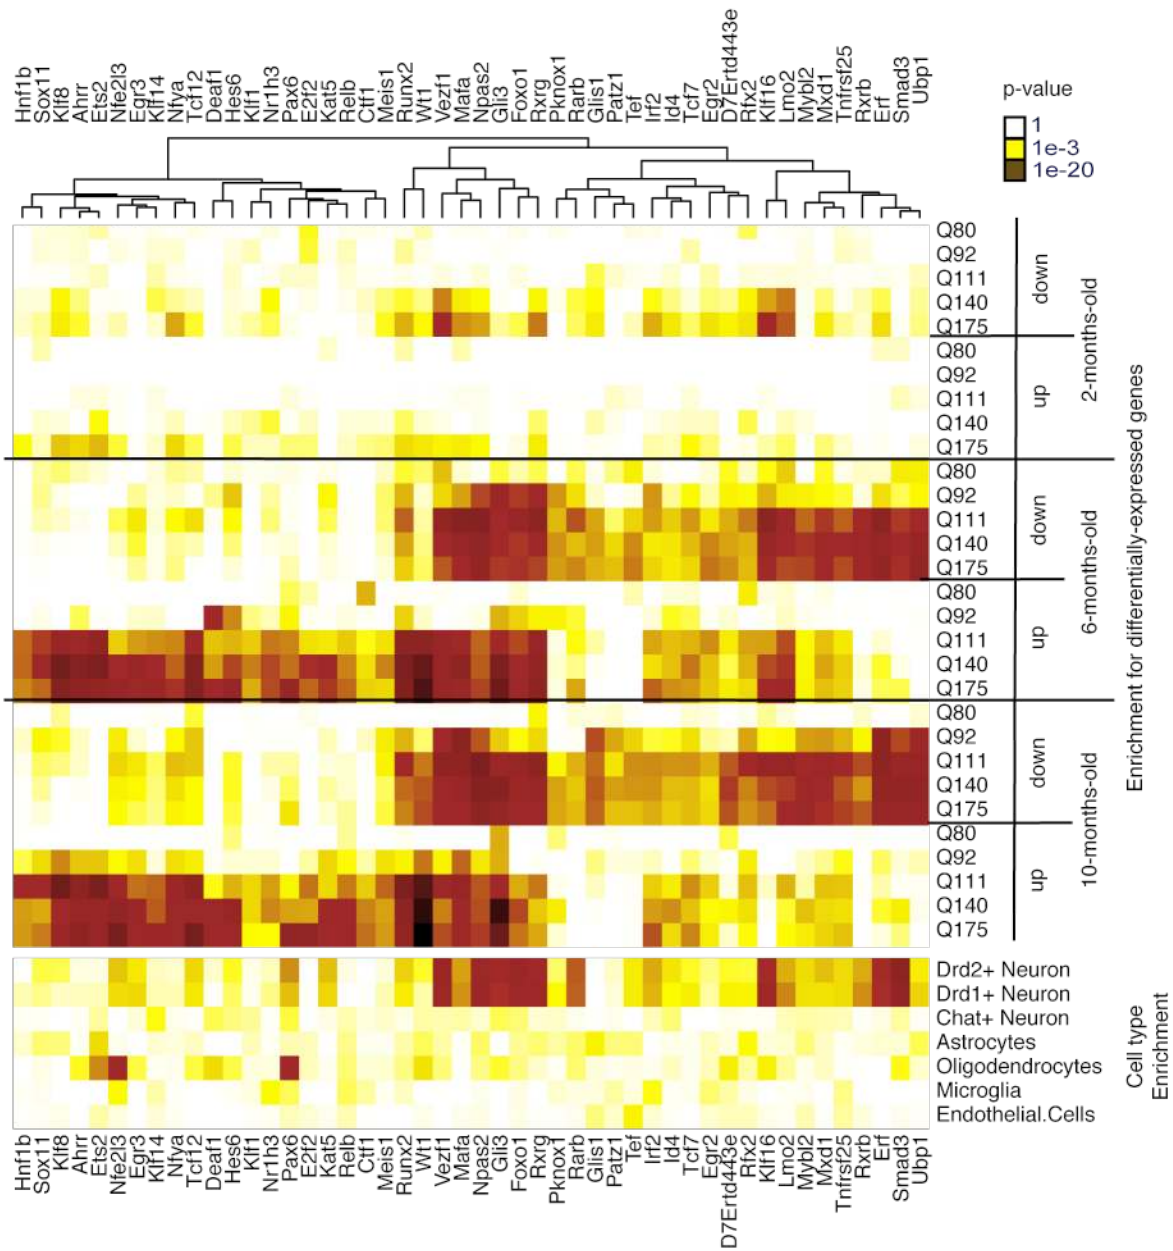 Hnf1b
Sox11
Klf8
Ahrr
Ets2
Nfe2l3
Egr3
Klf14
Nfya
Tcf12
Deaf1
Hes6
Klf1
Nr1h3
Pax6
E2f2
Kat5
Relb
Ctf1
Meis1
Runx2
Wt1
Vezf1
Mafa
Npas2
Gli3
Foxo1
Rxrg
Pknox1
Rarb
Glis1
Patz1
Tef
Irf2
Id4
Tcf7
Egr2
D7Ertd443e
Rfx2
Klf16
Lmo2
Mybl2
Mxd1
Tnfrsf25
Rxrb
Erf
Smad3
Ubp1
p-value
1
1e-3
1e-20
Q80
Q92
Q111
Q140
Q175
down
Q80
Q92
Q111
Q140
Q175
up
2-months-old
Q80
Q92
Q111
Q140
Q175
down
Q80
Q92
Q111
Q140
Q175
up
6-months-old
Q80
Q92
Q111
Q140
Q175
down
Q80
Q92
Q111
Q140
Q175
up
10-months-old
Enrichment for differentially-expressed genes
Drd2+ Neuron
Drd1+ Neuron
Chat+ Neuron
Astrocytes
Oligodendrocytes
Microglia
Endothelial.Cells
Cell type
Enrichment
Hnf1b
Sox11
Klf8
Ahrr
Ets2
Nfe2l3
Egr3
Klf14
Nfya
Tcf12
Deaf1
Hes6
Klf1
Nr1h3
Pax6
E2f2
Kat5
Relb
Ctf1
Meis1
Runx2
Wt1
Vezf1
Mafa
Npas2
Gli3
Foxo1
Rxrg
Pknox1
Rarb
Glis1
Patz1
Tef
Irf2
Id4
Tcf7
Egr2
D7Ertd443e
Rfx2
Klf16
Lmo2
Mybl2
Mxd1
Tnfrsf25
Rxrb
Erf
Smad3
Ubp1